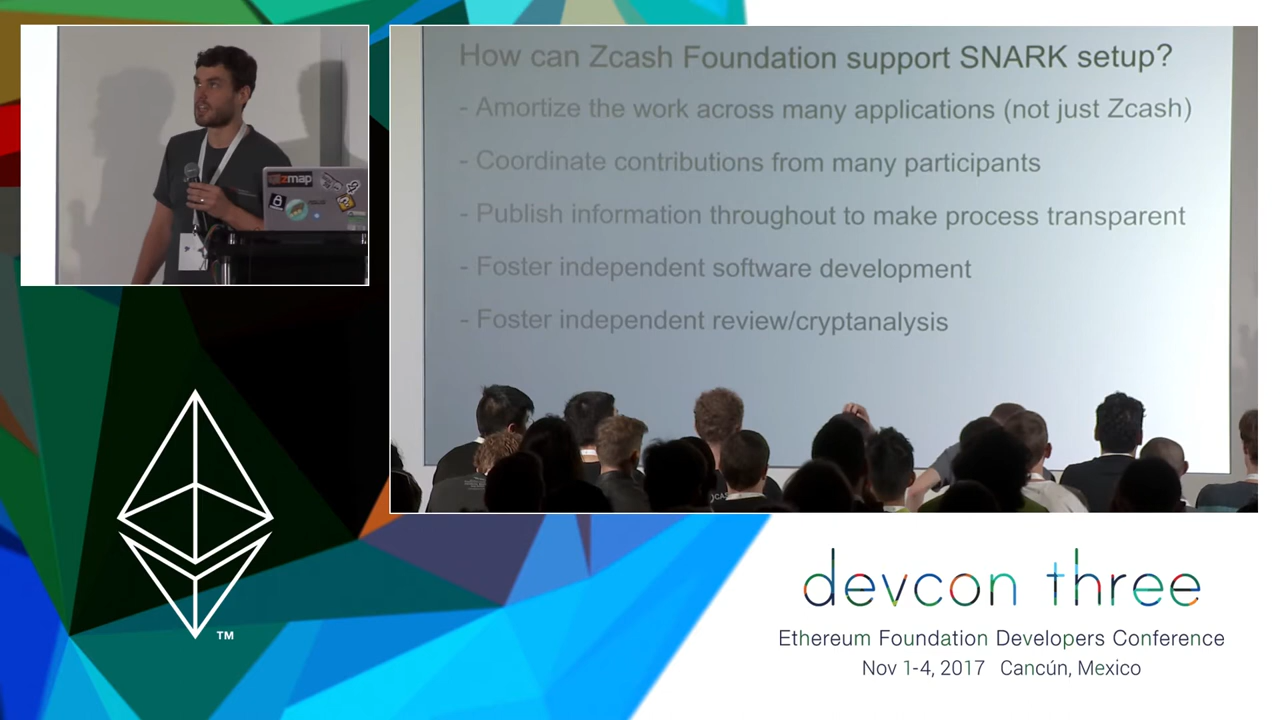 How can Zcash Foundation support SNARK setup?
- Amortize the work across many applications (not just Zcash)
- Coordinate contributions from many participants
- Publish information throughout to make process transparent
- Foster independent software development
- Foster independent review/cryptanalysis
TM
devcon three
Ethereum Foundation Developers Conference
Nov 1-4, 2017 Cancún, Mexico